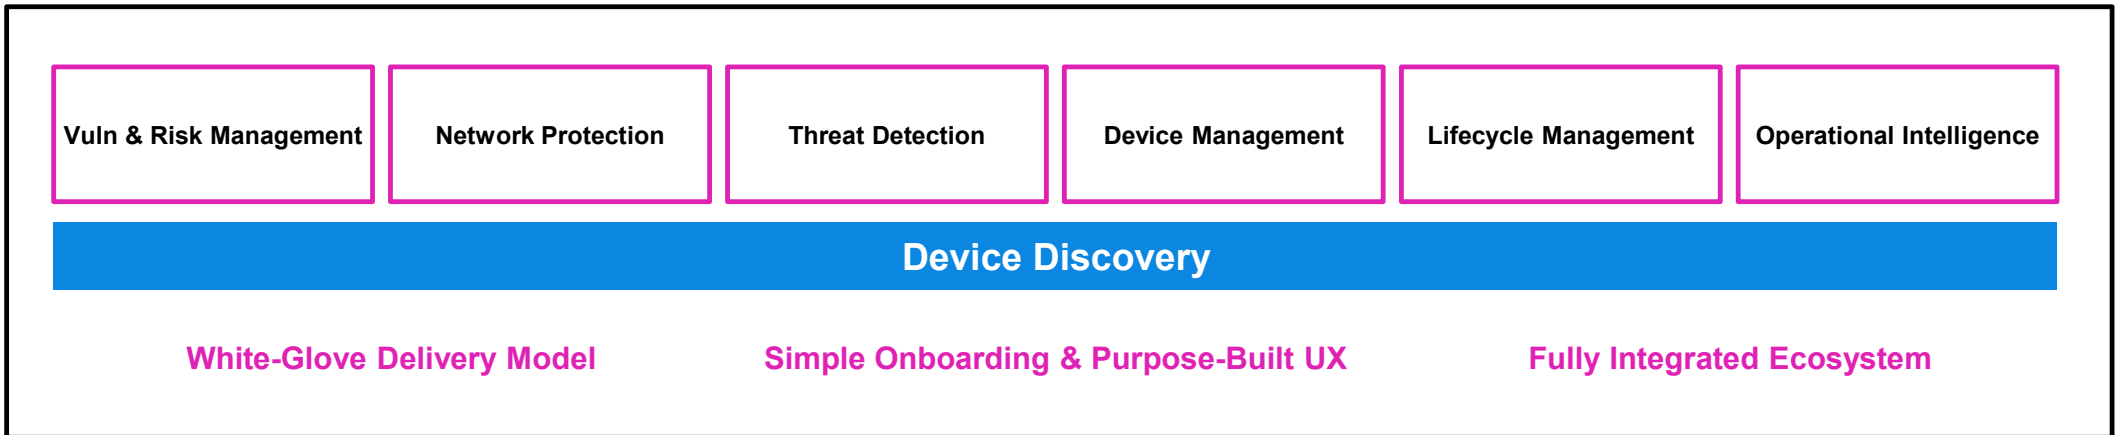 Vuln & Risk Management
Network Protection
Threat Detection
Device Management
Lifecycle Management
Operational Intelligence
Device Discovery
White-Glove Delivery Model
Simple Onboarding & Purpose-Built UX
Fully Integrated Ecosystem